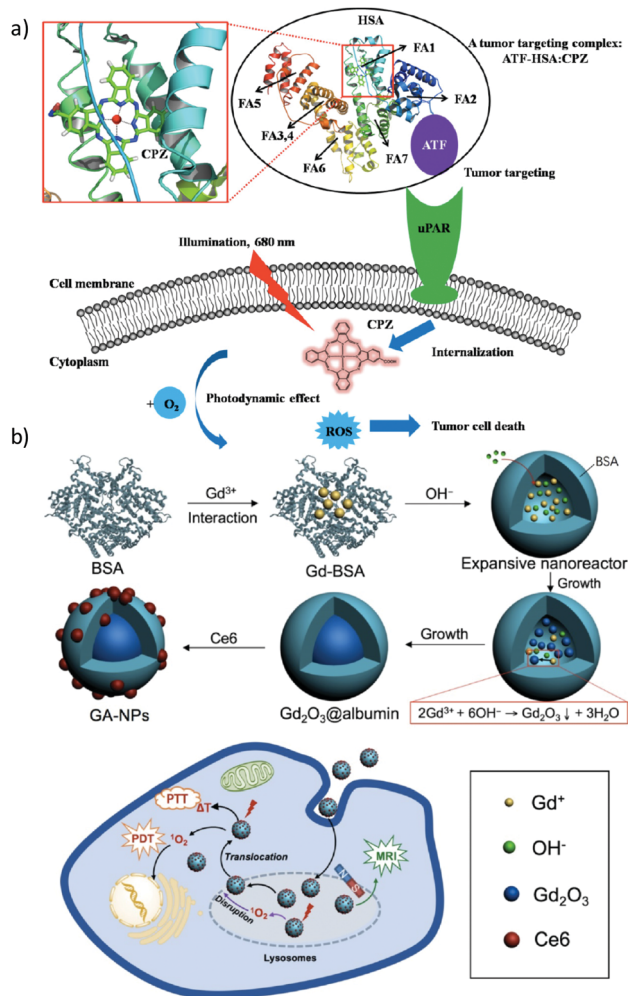 a)
HSA
FA1
A tumor targeting complex:
ATF-HSA:CPZ
FA5
FA2
FA3,4
CPZ
FA6
FA7
ATF
Tumor targeting
uPAR
Illumination, 680 nm
Cell membrane
CPZ
Cytoplasm
Internalization
COOH
+ O₂
Photodynamic effect
ROS
Tumor cell death
b)
BSA
Gd³⁺
Interaction
OH⁻
BSA
Gd-BSA
Expansive nanoreactor
Growth
Ce6
Growth
GA-NPs
Gd₂O₃@albumin
2Gd³⁺ + 6OH⁻ → Gd₂O₃ ↓ + 3H₂O
PTT
ΔT
PDT
¹O₂
Translocation
MRI
N
S
Disruption
¹O₂
Lysosomes
Gd⁺
OH⁻
Gd₂O₃
Ce6